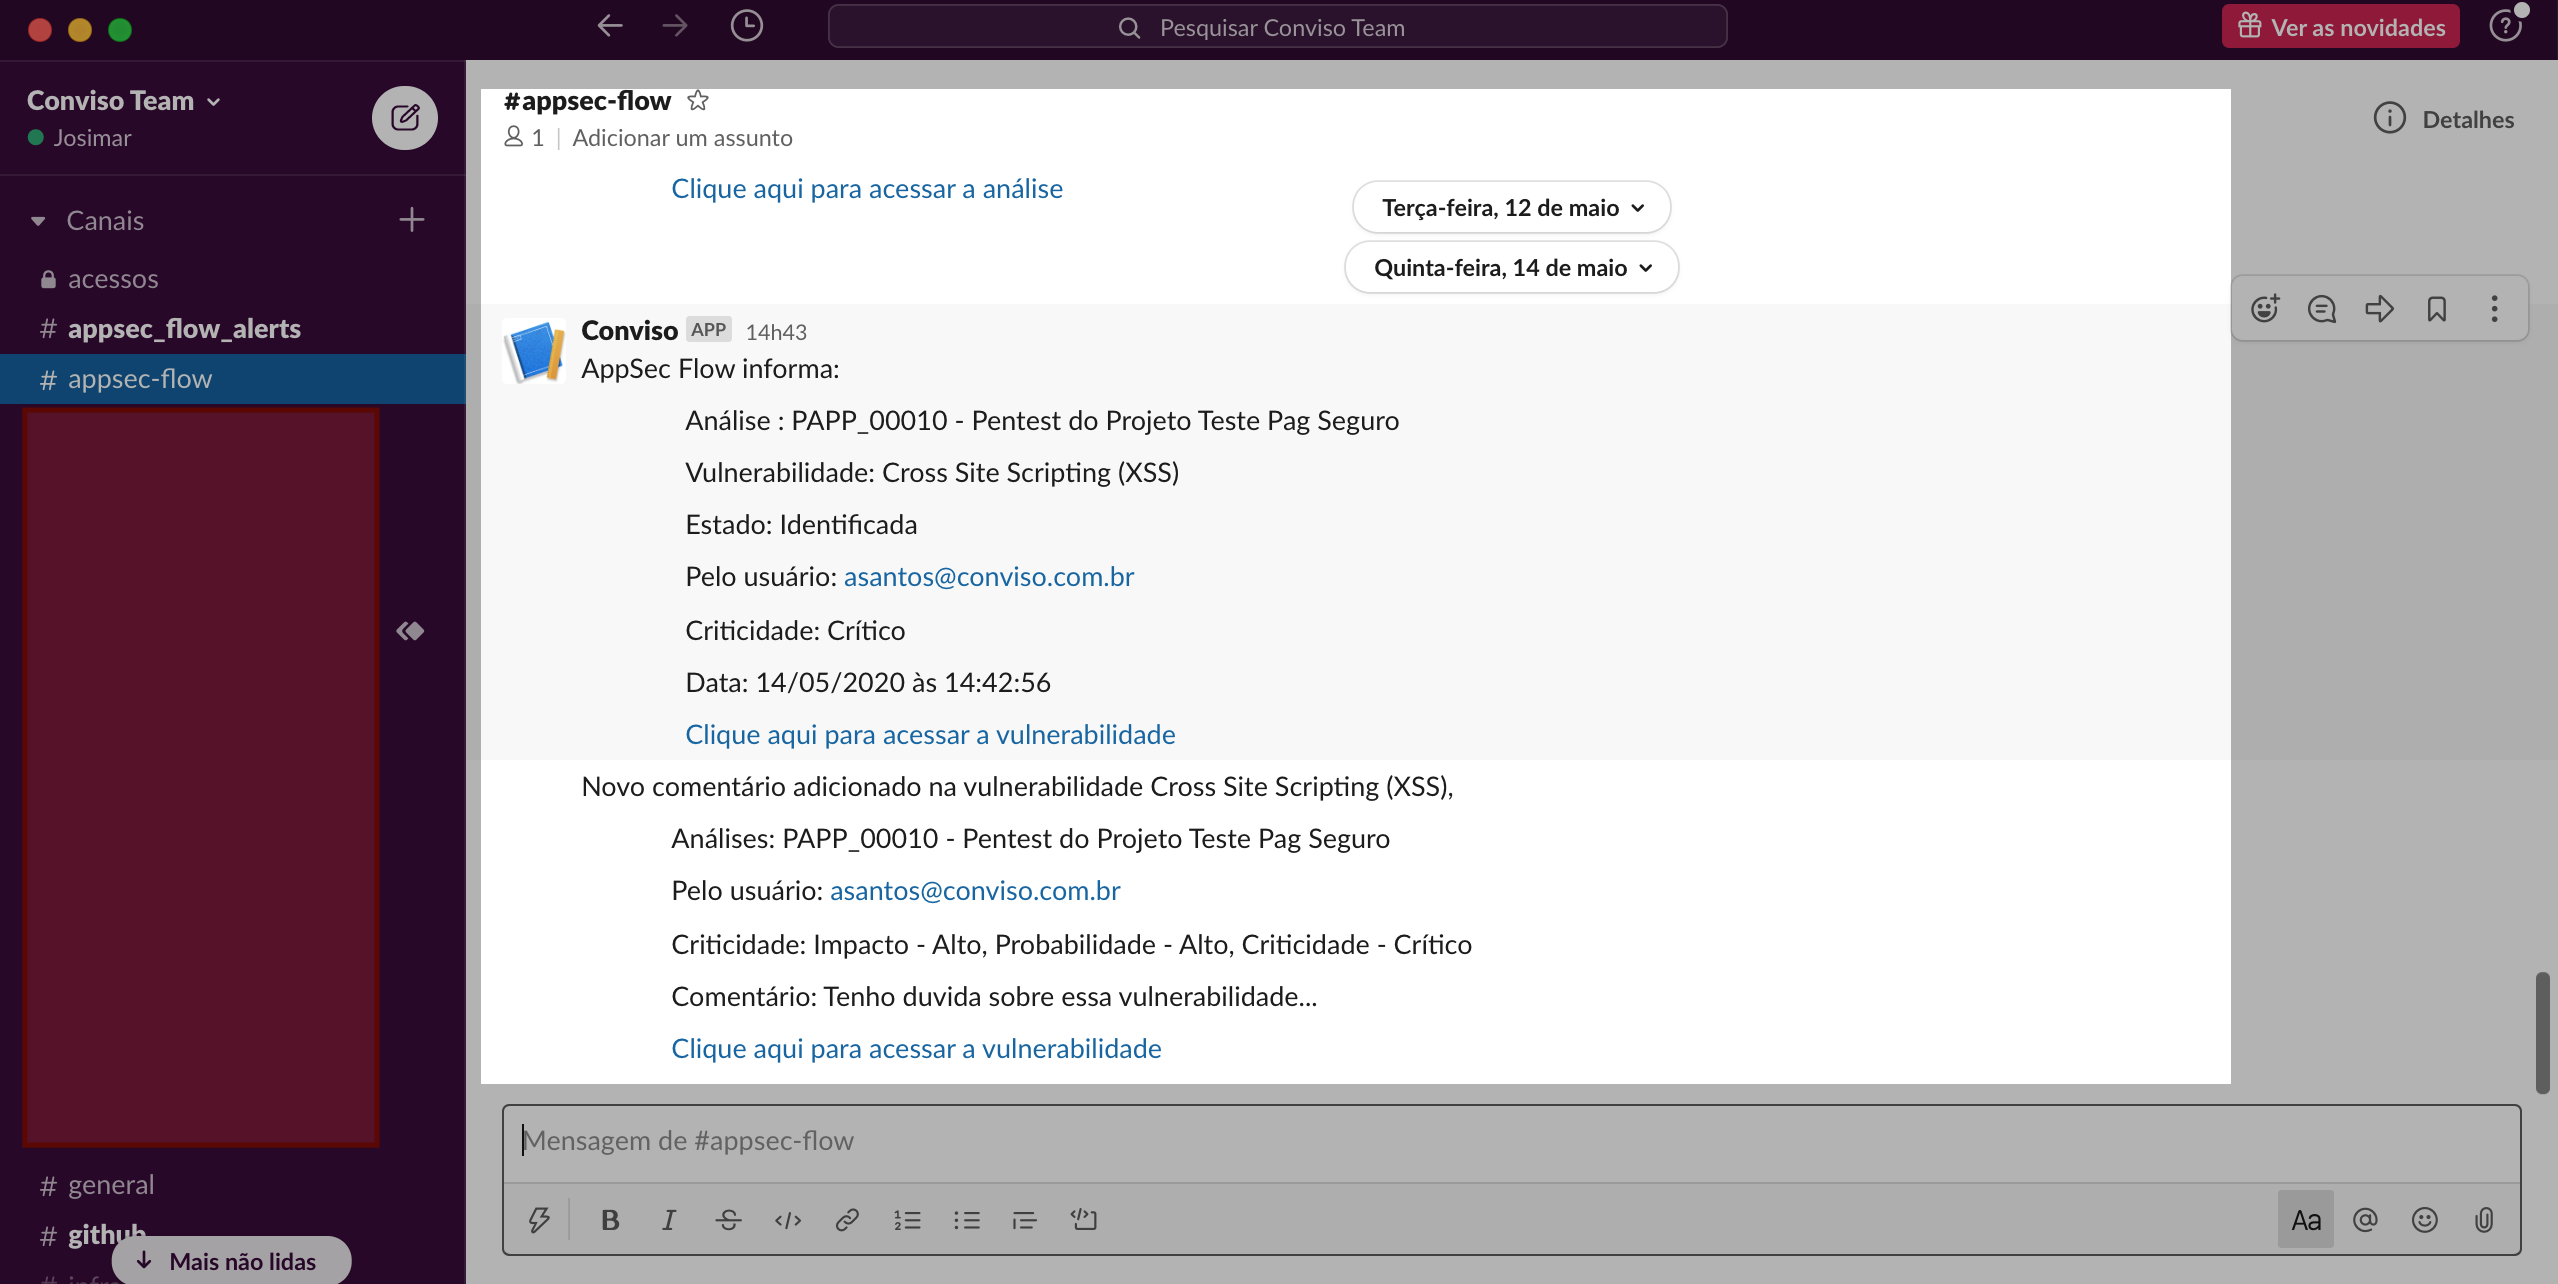 Pesquisar Conviso Team
Ver as novidades
Conviso Team
Josimar
Canais
acessos
# appsec_flow_alerts
# appsec-flow
# general
# github
Mais não lidas
#appsec-flow
1 | Adicionar um assunto
Detalhes
Clique aqui para acessar a análise
Terça-feira, 12 de maio
Quinta-feira, 14 de maio
Conviso APP 14h43
AppSec Flow informa:
Análise : PAPP_00010 - Pentest do Projeto Teste Pag Seguro
Vulnerabilidade: Cross Site Scripting (XSS)
Estado: Identificada
Pelo usuário: asantos@conviso.com.br
Criticidade: Crítico
Data: 14/05/2020 às 14:42:56
Clique aqui para acessar a vulnerabilidade
Novo comentário adicionado na vulnerabilidade Cross Site Scripting (XSS),
Análises: PAPP_00010 - Pentest do Projeto Teste Pag Seguro
Pelo usuário: asantos@conviso.com.br
Criticidade: Impacto - Alto, Probabilidade - Alto, Criticidade - Crítico
Comentário: Tenho duvida sobre essa vulnerabilidade...
Clique aqui para acessar a vulnerabilidade
Mensagem de #appsec-flow
B I S </> Aa @